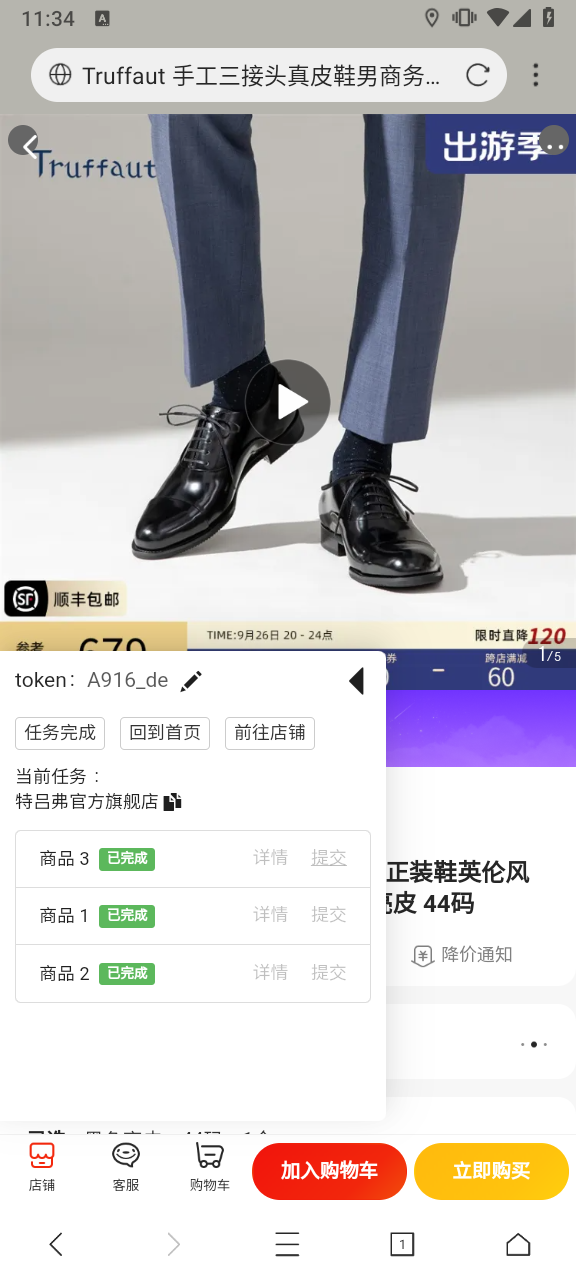 11:34
Truffaut 手工三接头真皮鞋男商务...
Truffaut
出游季
SF 顺丰包邮
参考
679
TIME:9月26日 20 - 24点
限时直降120
券
跨店满减
60
1/5
token: A916_de
任务完成 回到首页 前往店铺
当前任务：
特吕弗官方旗舰店
商品 3 已完成 详情 提交
商品 1 已完成 详情 提交
商品 2 已完成 详情 提交
正装鞋英伦风
亮皮 44码
降价通知
店铺 客服 购物车 加入购物车 立即购买
1